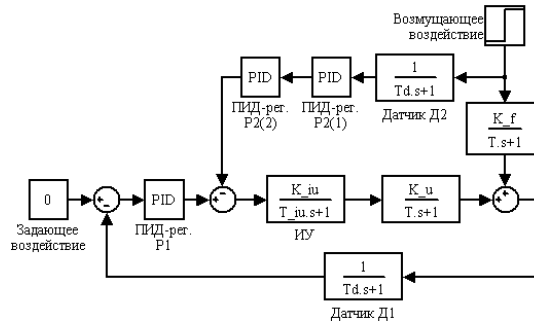 Возмущающее
воздействие
PID
PID
1
Td.s+1
ПИД-рег.
P2(2)
ПИД-рег.
P2(1)
Датчик Д2
K_f
T.s+1
0
Задающее
воздействие
PID
ПИД-рег.
P1
K_iu
T_iu.s+1
ИУ
K_u
T.s+1
1
Td.s+1
Датчик Д1